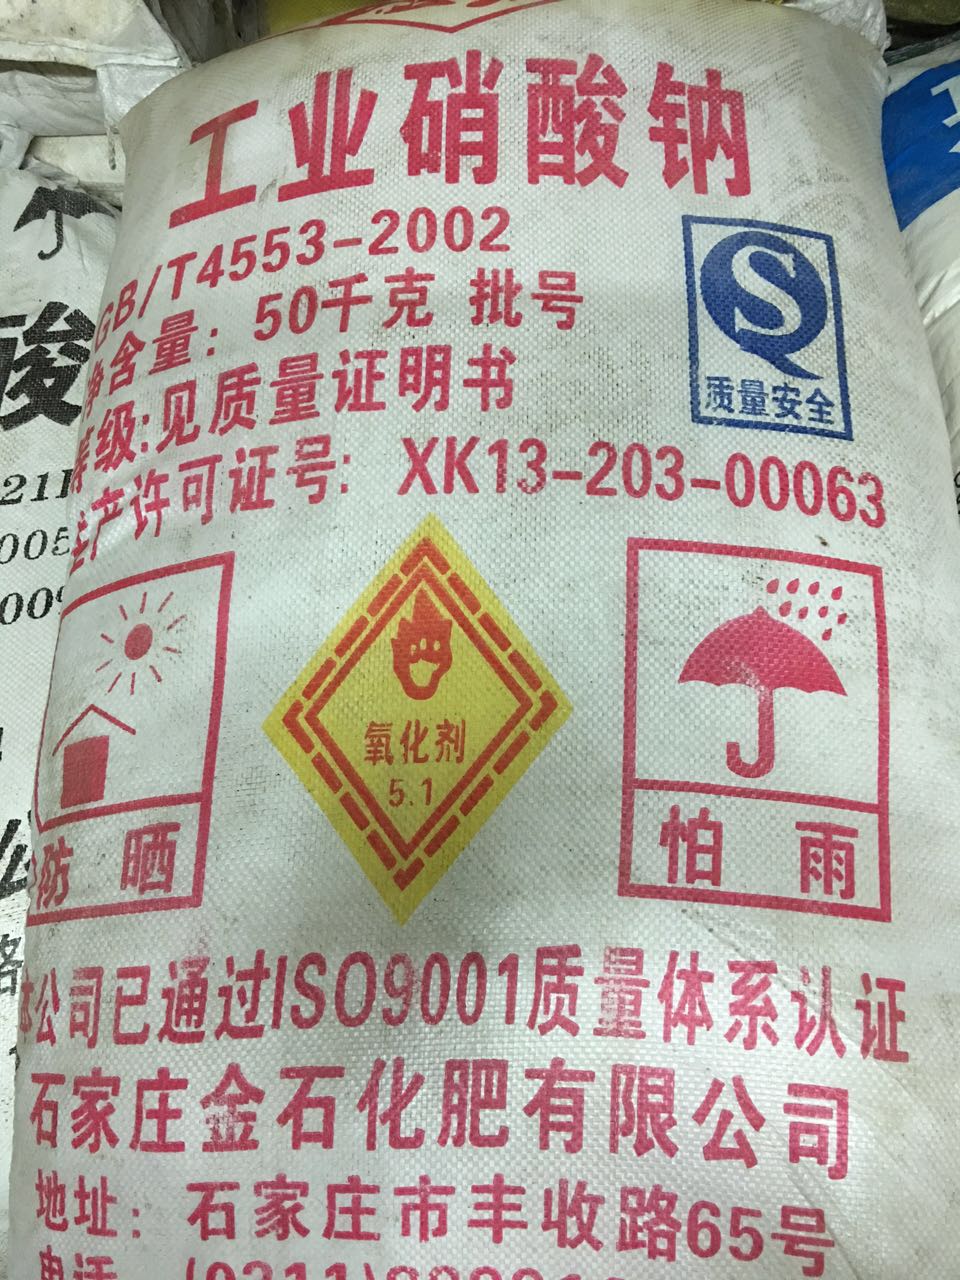 工业硝酸钠
GB/T4553-2002
净含量：50千克 批号
等级:见质量证明书
生产许可证号: XK13-203-00063
质量安全
氧化剂
5.1
防晒
怕雨
本公司已通过ISO9001质量体系认证
石家庄金石化肥有限公司
地址：石家庄市丰收路65号
电话
酸